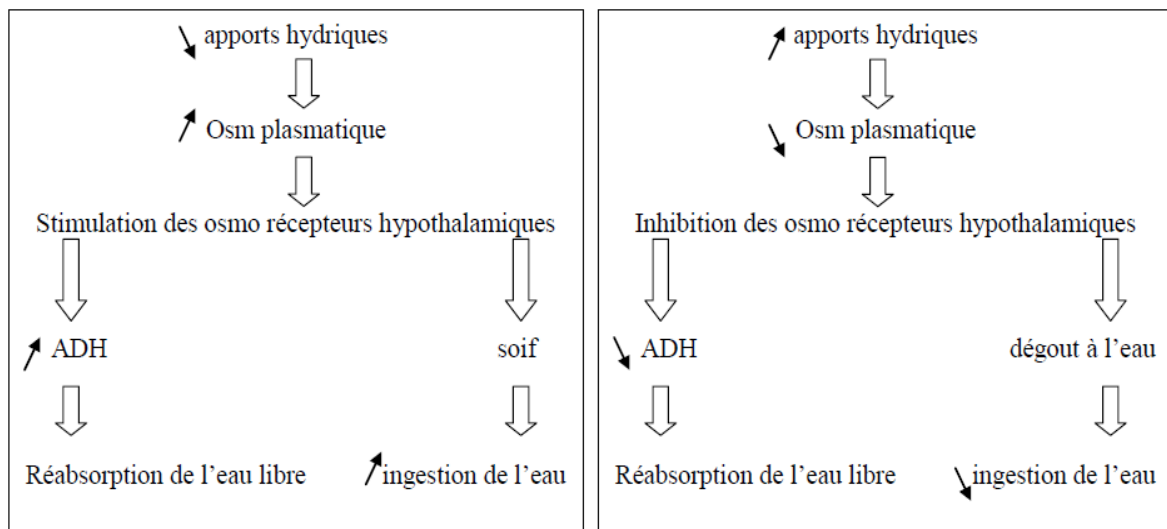 apports hydriques
Osm plasmatique
Stimulation des osmo récepteurs hypothalamiques
ADH
soif
Réabsorption de l’eau libre
ingestion de l’eau
apports hydriques
Osm plasmatique
Inhibition des osmo récepteurs hypothalamiques
ADH
dégout à l’eau
Réabsorption de l’eau libre
ingestion de l’eau